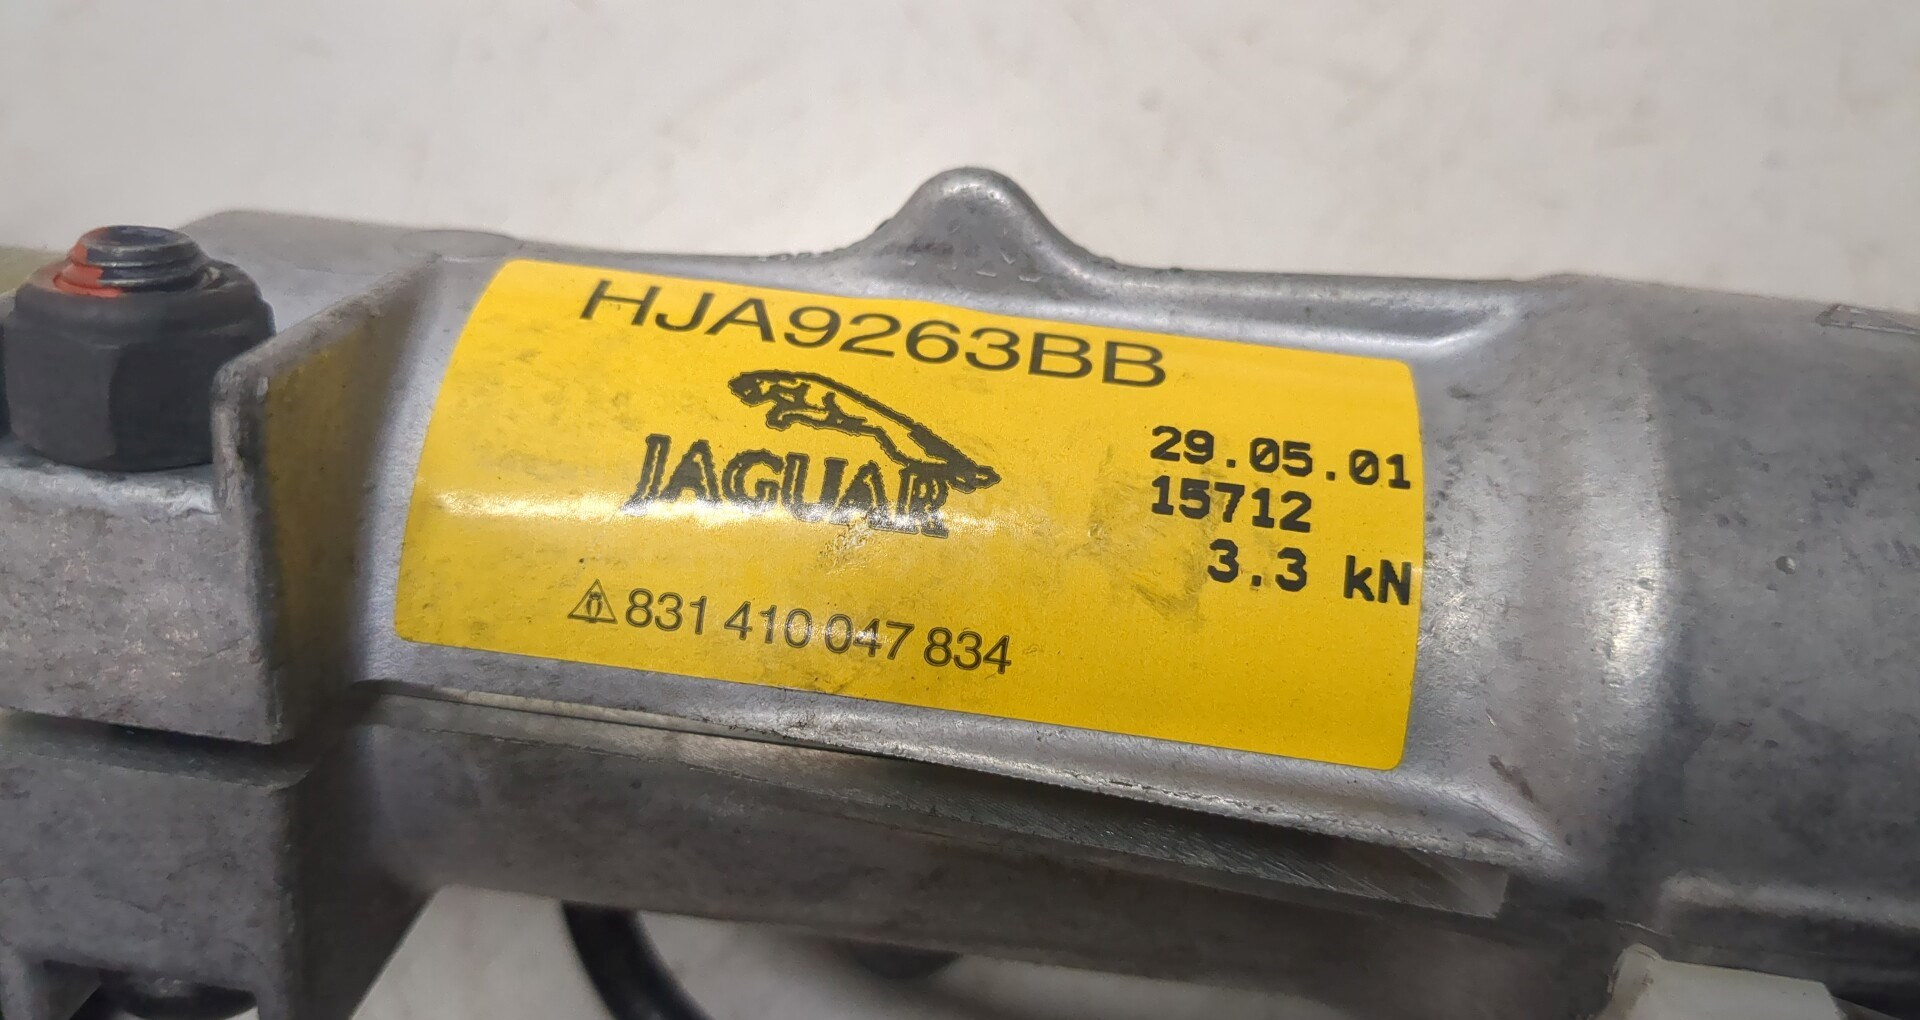 HJA9263BB
JAGUAR
29.05.01
15712
3.3 kN
831 410 047 834